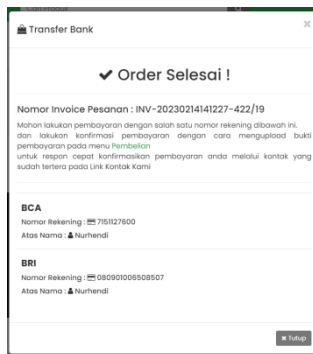 Transfer Bank
Order Selesai !
Nomor Invoice Pesanan : INV-20230214141227-422/19
Mohon lakukan pembayaran dengan salah satu nomor rekening dibawah ini.
dan lakukan konfirmasi pembayaran dengan cara mengupload bukti
pembayaran pada menu Pembelian
untuk respon cepat konfirmasikan pembayaran anda melalui kontak yang
sudah tertera pada Link Kontak Kami
BCA
Nomor Rekening : 7151127600
Atas Nama : Nurhendi
BRI
Nomor Rekening : 080901006508507
Atas Nama : Nurhendi
Tutup